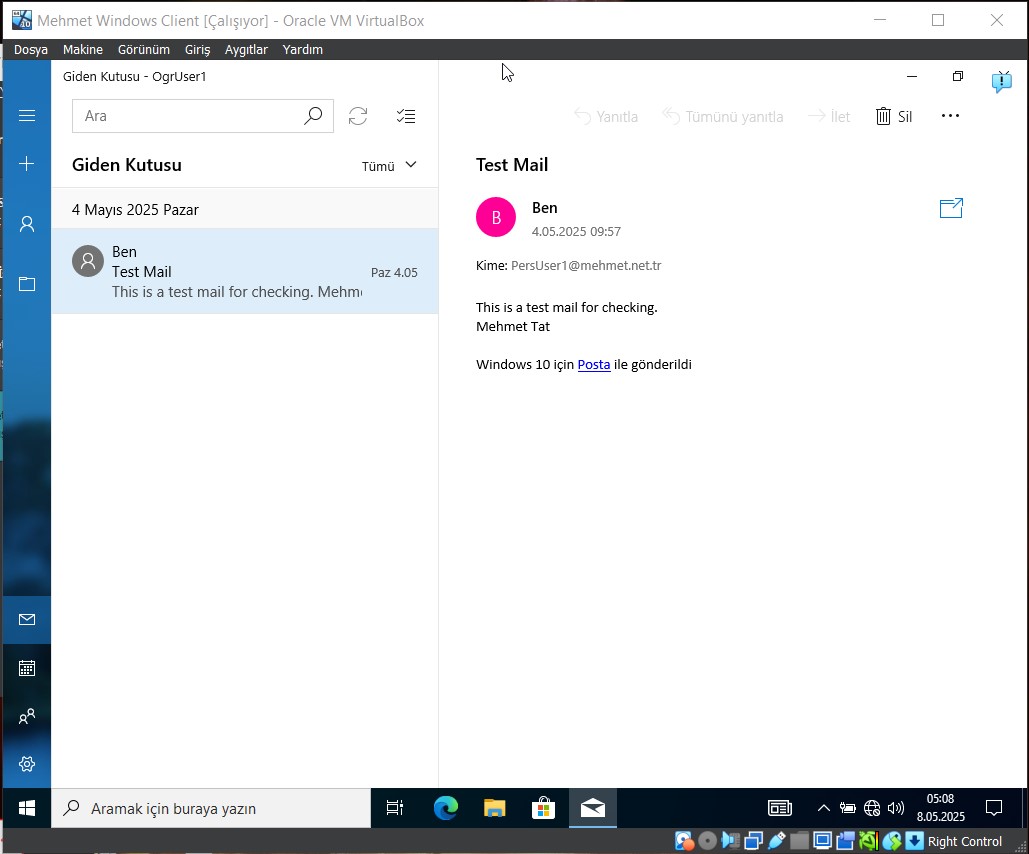 Mehmet Windows Client [Çalışıyor] - Oracle VM VirtualBox
Dosya Makine Görünüm Giriş Aygıtlar Yardım
Giden Kutusu - OgrUser1
Ara
Yanıtla Tümünü yanıtla İlet Sil
Giden Kutusu Tümü
4 Mayıs 2025 Pazar
Ben
Test Mail Paz 4.05
This is a test mail for checking. Mehm
Test Mail
B
Ben
4.05.2025 09:57
Kime: PersUser1@mehmet.net.tr
This is a test mail for checking.
Mehmet Tat
Windows 10 için Posta ile gönderildi
Aramak için buraya yazın
05:08
8.05.2025
Right Control